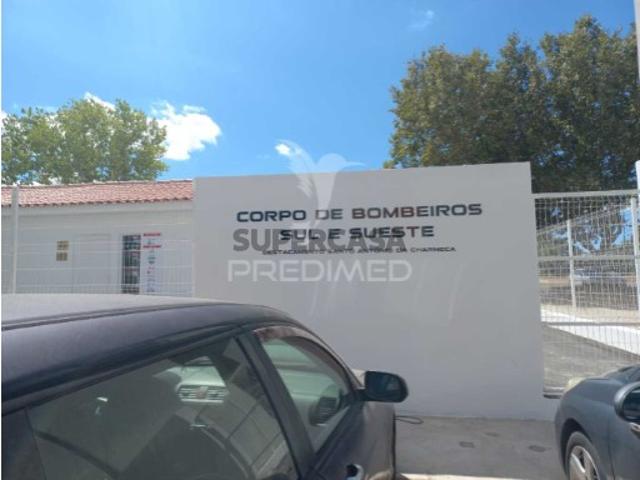 CORPO DE BOMBEIROS
SUL E SUESTE
SUPERCASA
DESTACAMENTO SANTO ANTÓNIO DA CHARNECA
PREDIMED